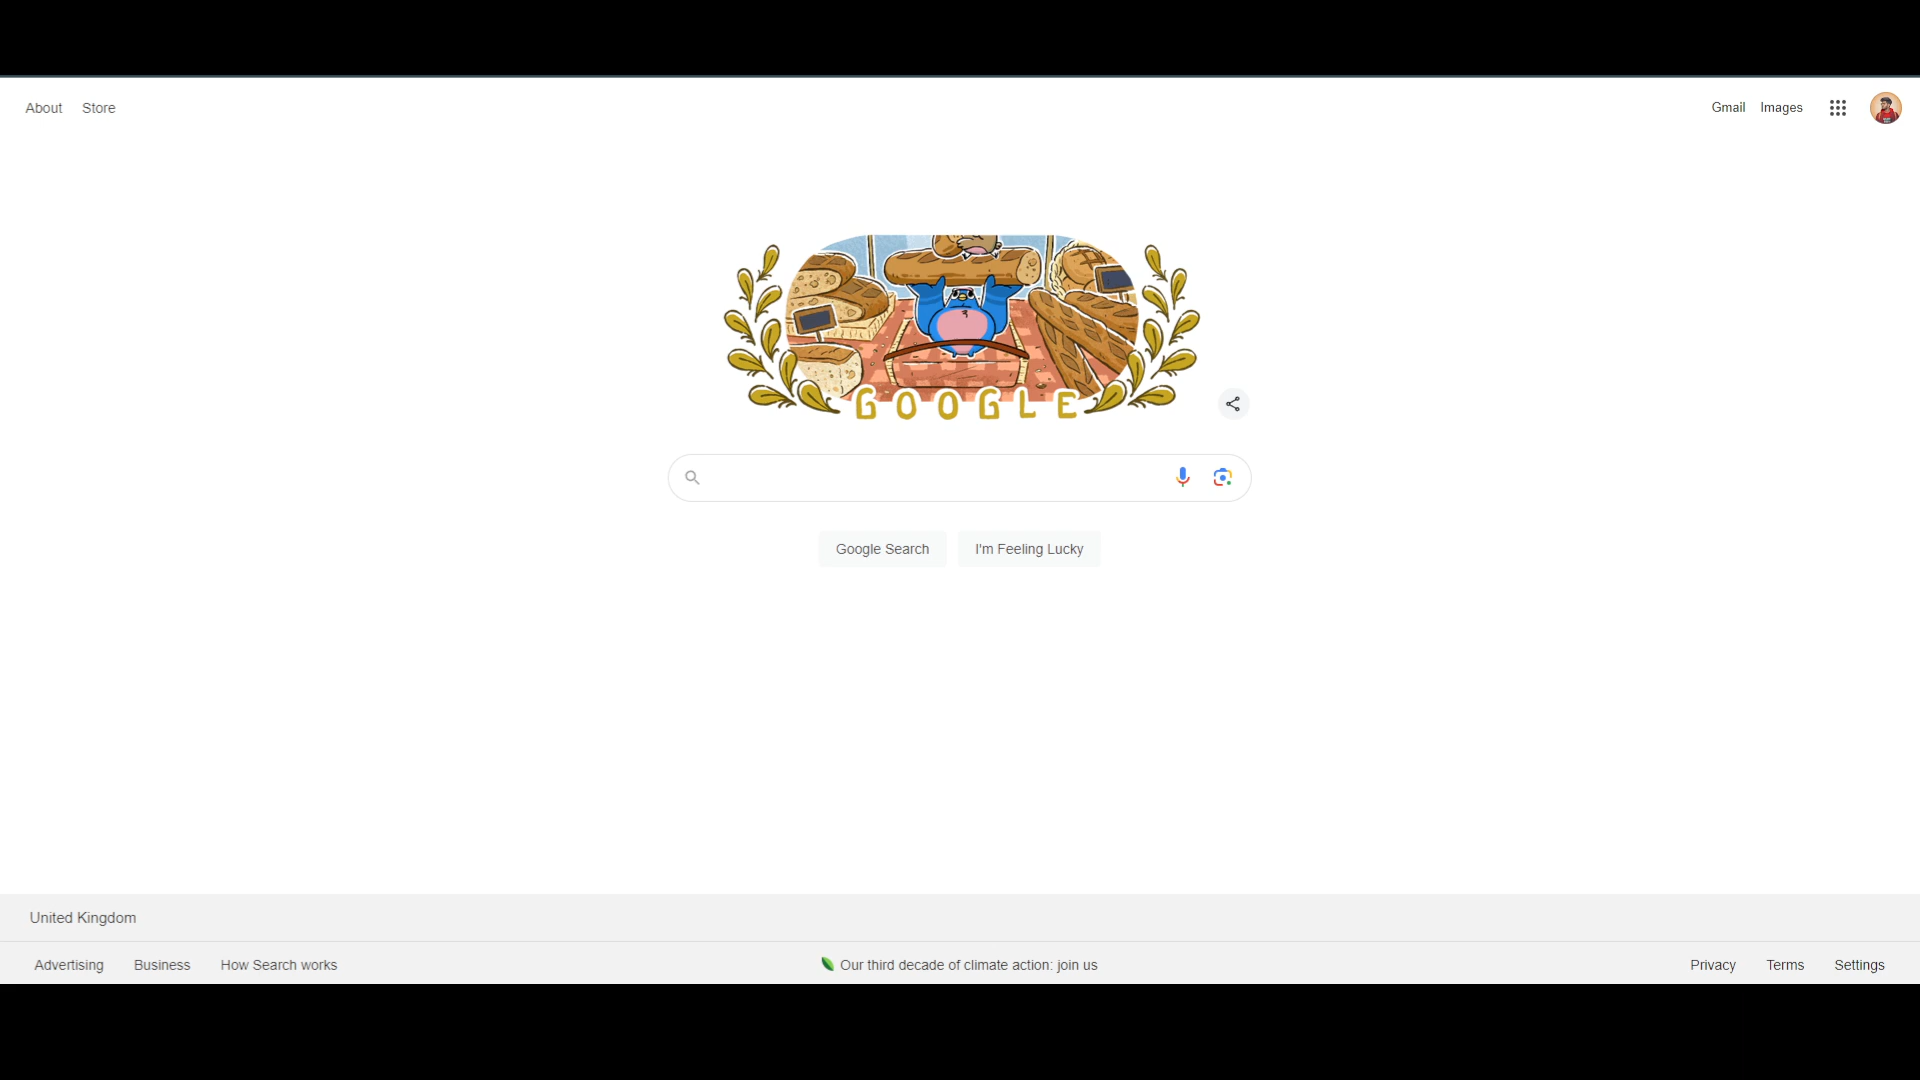 About Store
Gmail Images
GOOGLE
Google Search
I'm Feeling Lucky
United Kingdom
Advertising Business How Search works
Our third decade of climate action: join us
Privacy Terms Settings